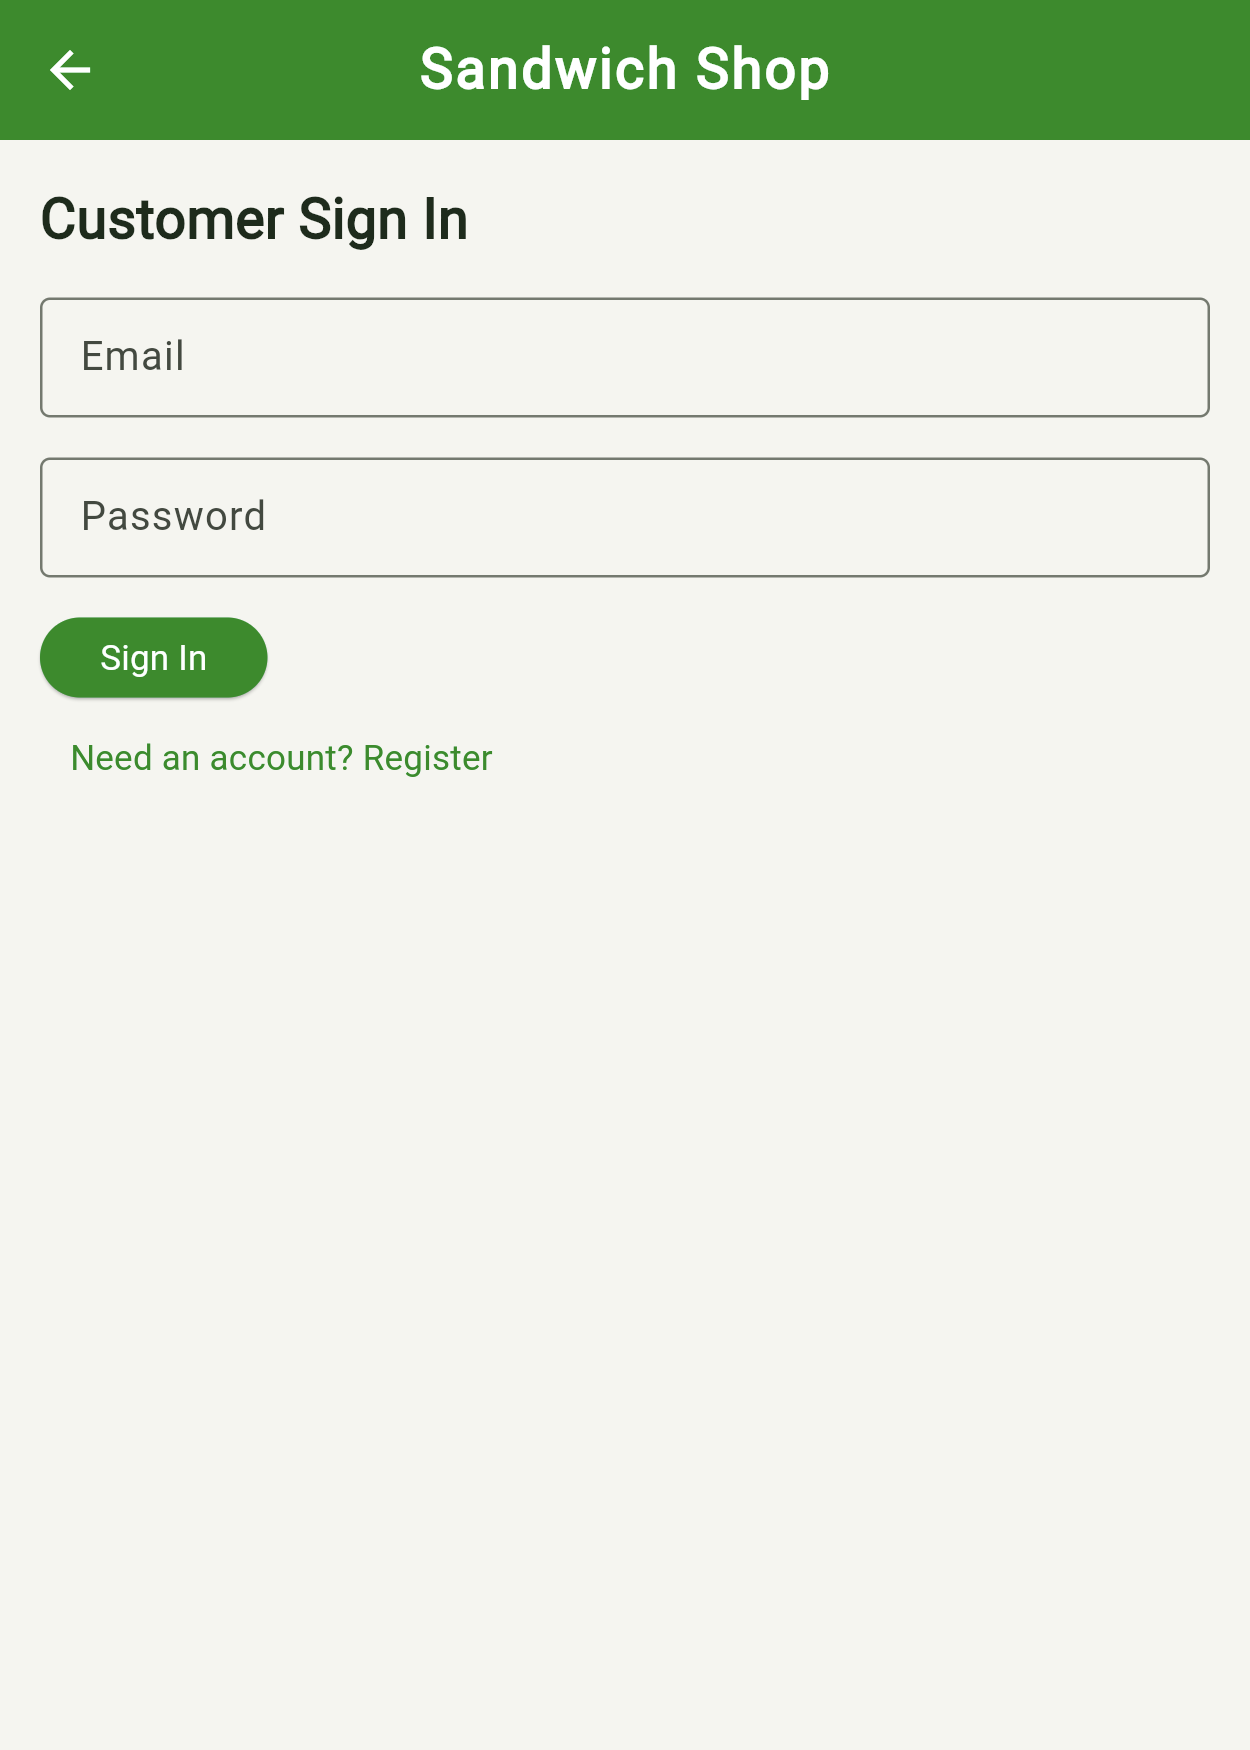 Sandwich Shop
Customer Sign In
Email
Password
Sign In
Need an account? Register